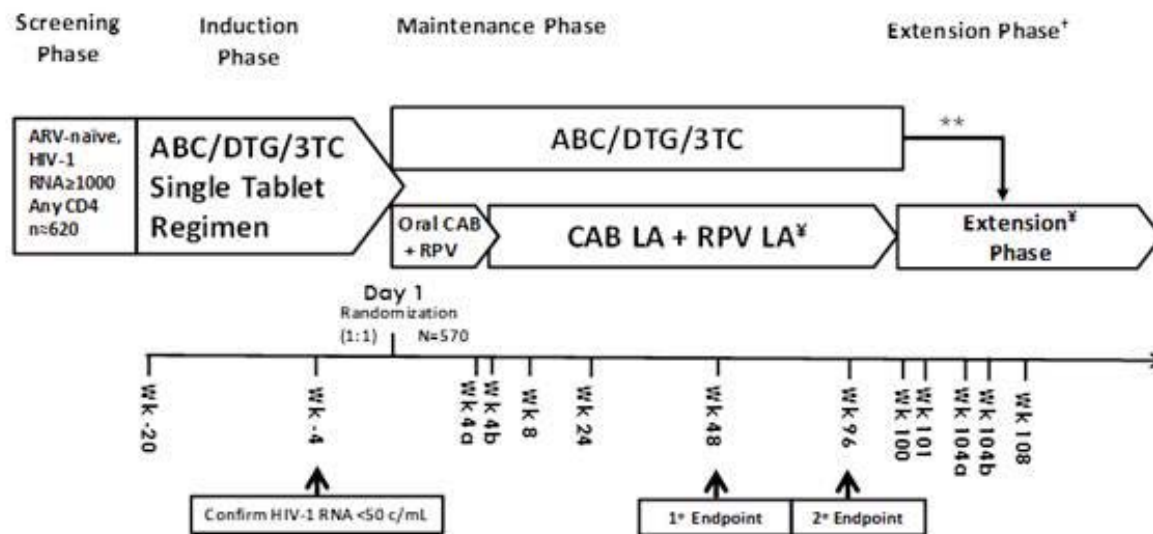 Screening
Phase
Induction
Phase
Maintenance Phase
Extension Phase⁺
ARV-naïve,
HIV-1
RNA≥1000
Any CD4
n≈620
ABC/DTG/3TC
Single Tablet
Regimen
ABC/DTG/3TC
**
Oral CAB
+ RPV
CAB LA + RPV LA¥
Extension¥
Phase
Day 1
Randomization
(1:1) N=570
Wk -20
Wk -4
Wk 4a
Wk 4b
Wk 8
Wk 24
Wk 48
Wk 96
Wk 100
Wk 101
Wk 104a
Wk 104b
Wk 108
Confirm HIV-1 RNA <50 c/mL
1º Endpoint
2º Endpoint